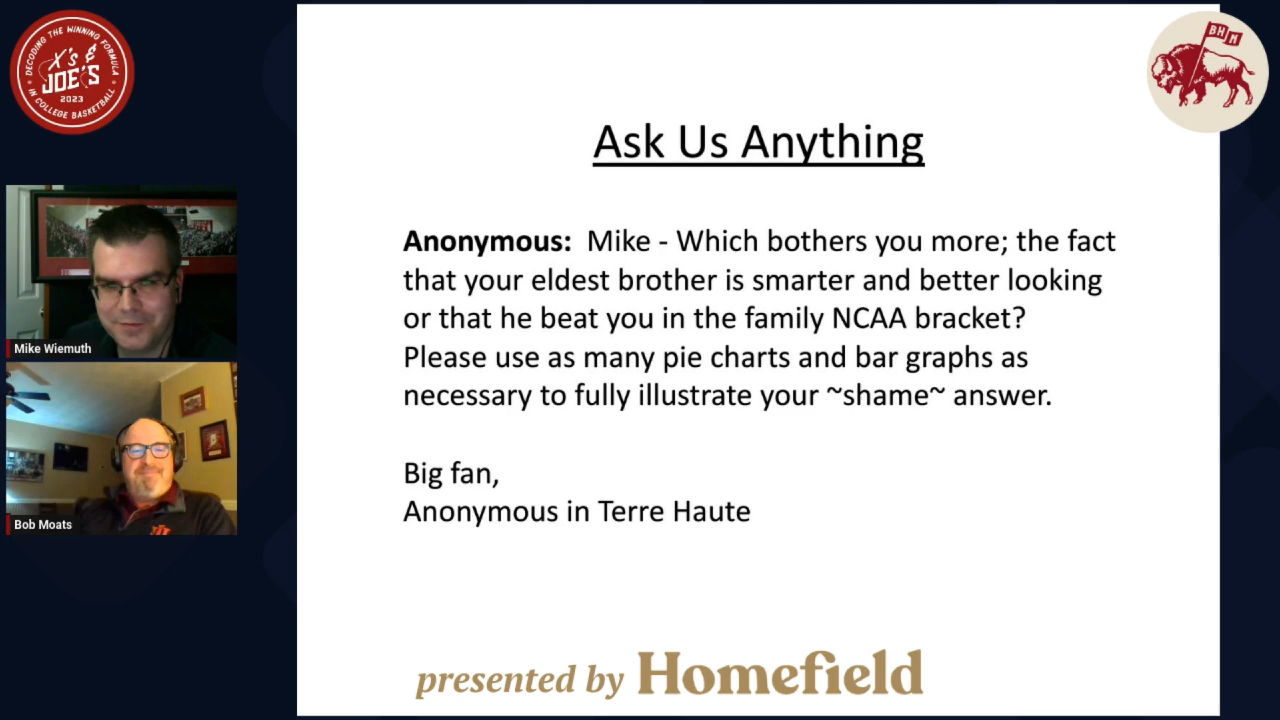 DECODING THE WINNING FORMULA
X's &
JOE'S
2023
IN COLLEGE BASKETBALL
BH
M
Ask Us Anything
Anonymous: Mike - Which bothers you more; the fact
that your eldest brother is smarter and better looking
or that he beat you in the family NCAA bracket?
Please use as many pie charts and bar graphs as
necessary to fully illustrate your ~shame~ answer.
Big fan,
Anonymous in Terre Haute
Mike Wiemuth
Bob Moats
presented by Homefield